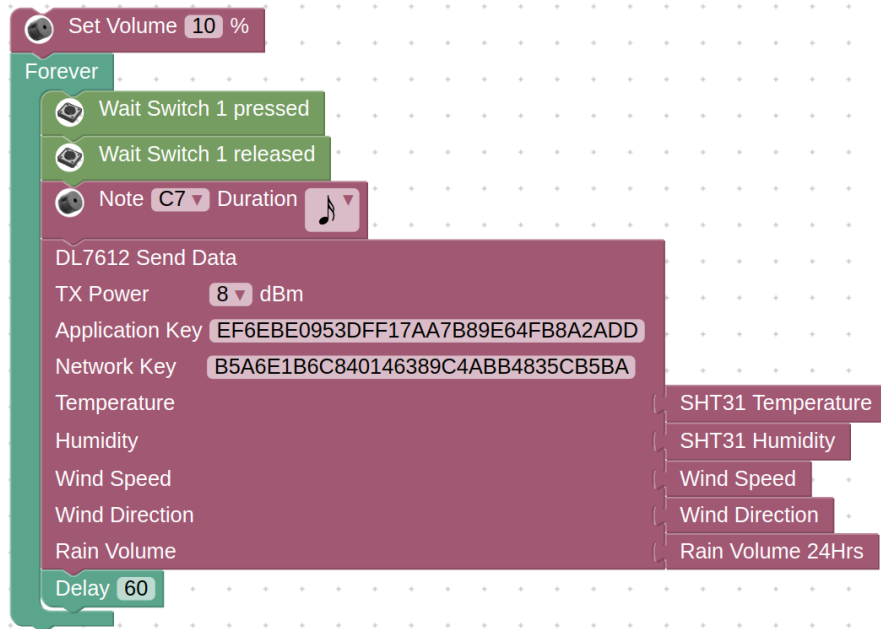 Set Volume 10 %
Forever
Wait Switch 1 pressed
Wait Switch 1 released
Note C7 Duration
DL7612 Send Data
TX Power 8 dBm
Application Key EF6EBE0953DFF17AA7B89E64FB8A2ADD
Network Key B5A6E1B6C840146389C4ABB4835CB5BA
Temperature SHT31 Temperature
Humidity SHT31 Humidity
Wind Speed Wind Speed
Wind Direction Wind Direction
Rain Volume Rain Volume 24Hrs
Delay 60